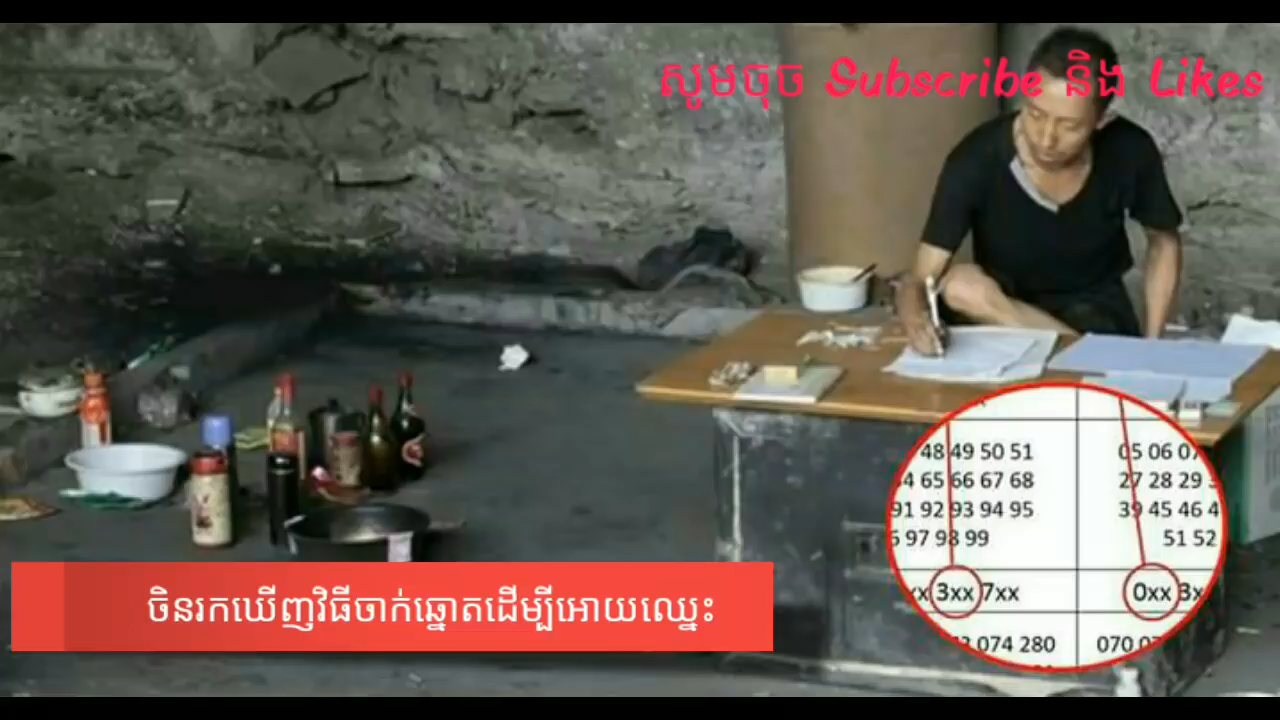 សូមចុច Subscribe និង Likes
48 49 50 51
05 06 07
65 66 67 68
27 28 29
91 92 93 94 95
39 45 46 4
97 98 99
51 52
3xx 7xx
0xx 3x
074 280
070
ចិនរកឃើញវិធីចាក់ឆ្នោតដើម្បីអោយឈ្នេះ